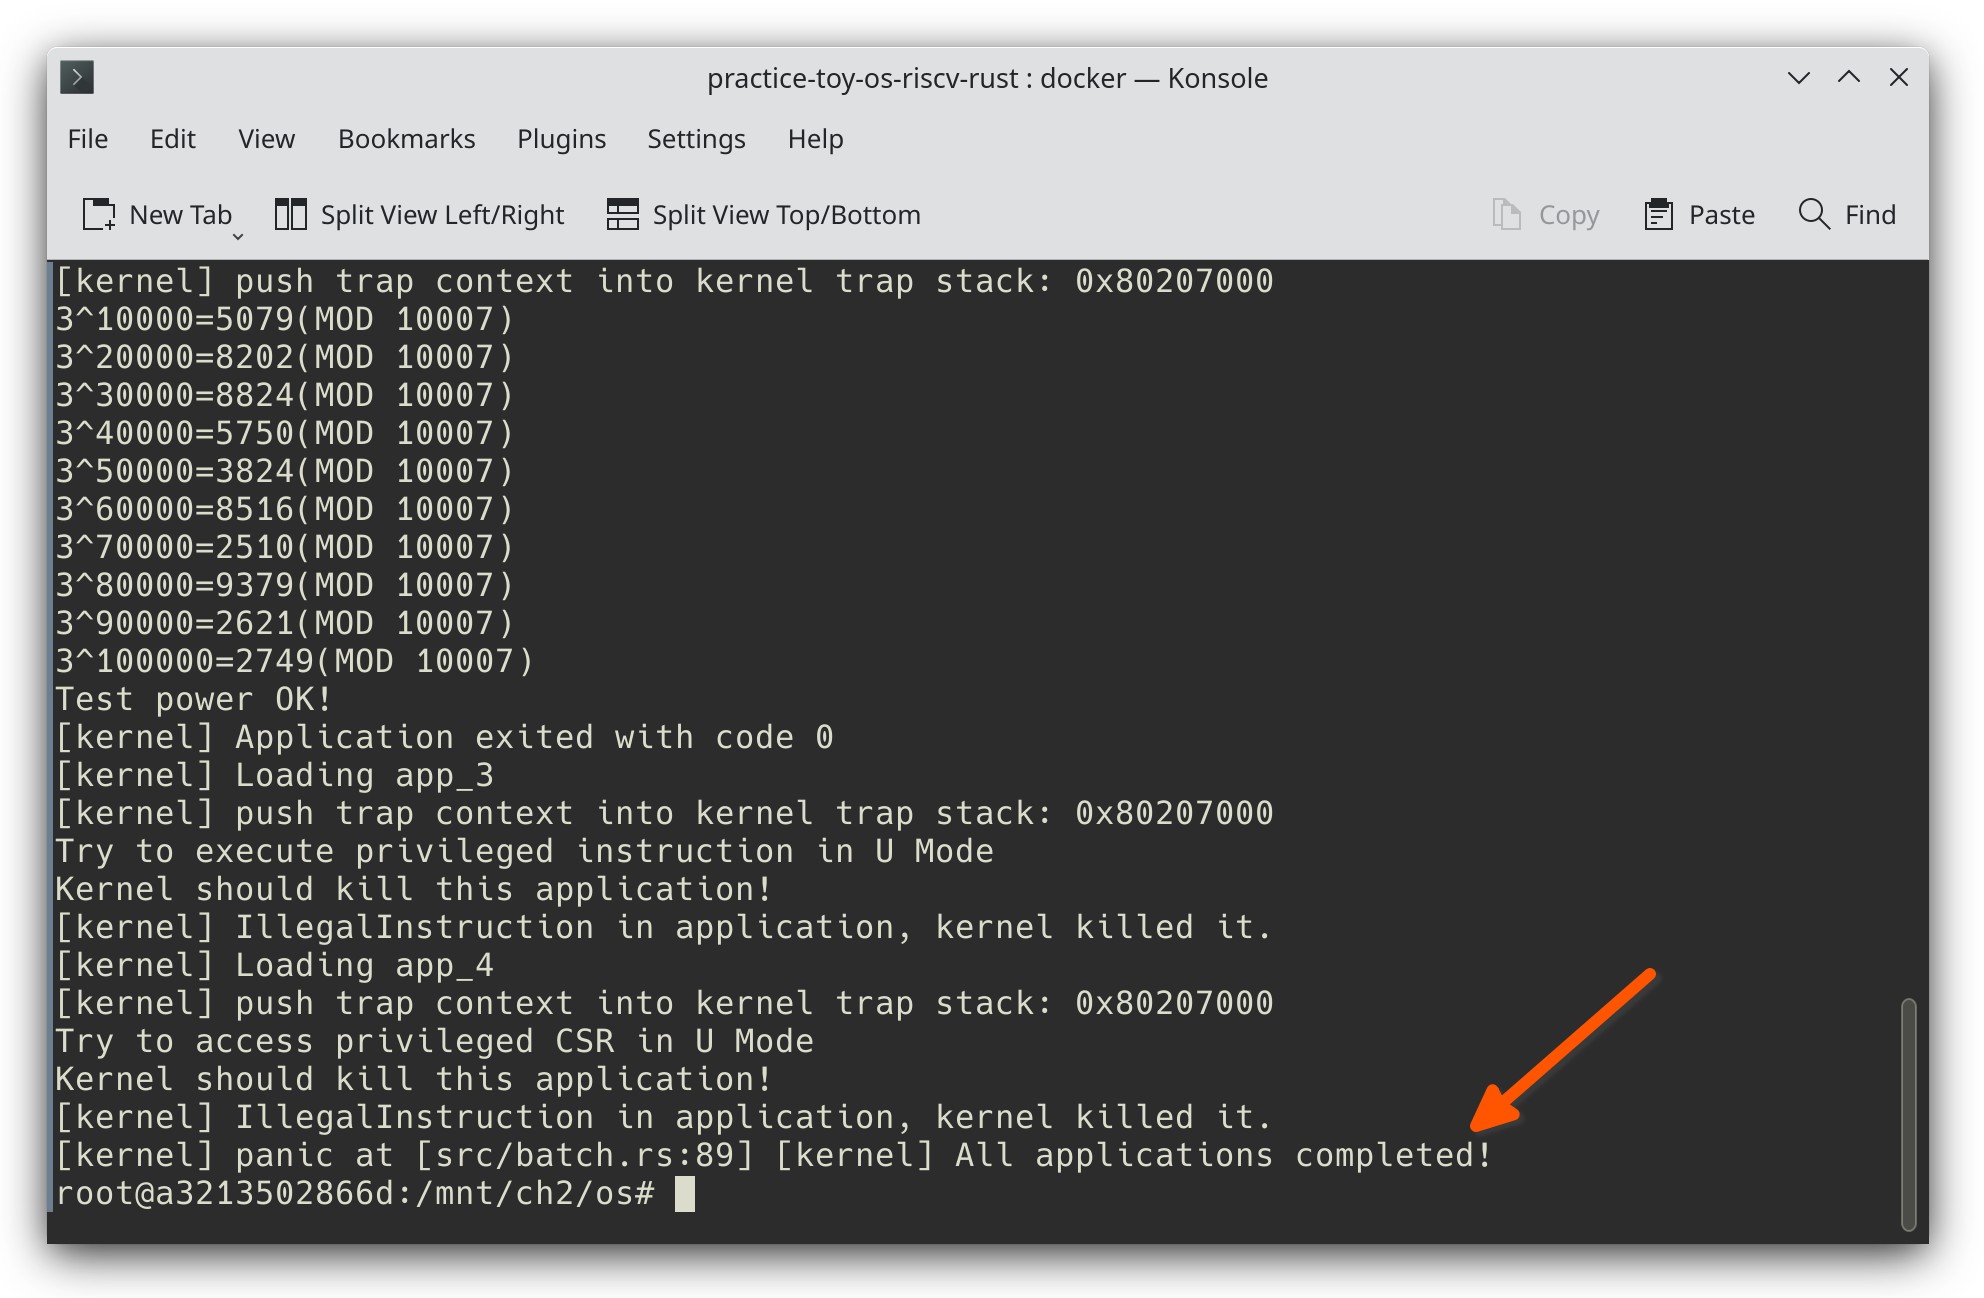 practice-toy-os-riscv-rust : docker — Konsole
File Edit View Bookmarks Plugins Settings Help
New Tab Split View Left/Right Split View Top/Bottom Copy Paste Find
[kernel] push trap context into kernel trap stack: 0x80207000
3^10000=5079(MOD 10007)
3^20000=8202(MOD 10007)
3^30000=8824(MOD 10007)
3^40000=5750(MOD 10007)
3^50000=3824(MOD 10007)
3^60000=8516(MOD 10007)
3^70000=2510(MOD 10007)
3^80000=9379(MOD 10007)
3^90000=2621(MOD 10007)
3^100000=2749(MOD 10007)
Test power OK!
[kernel] Application exited with code 0
[kernel] Loading app_3
[kernel] push trap context into kernel trap stack: 0x80207000
Try to execute privileged instruction in U Mode
Kernel should kill this application!
[kernel] IllegalInstruction in application, kernel killed it.
[kernel] Loading app_4
[kernel] push trap context into kernel trap stack: 0x80207000
Try to access privileged CSR in U Mode
Kernel should kill this application!
[kernel] IllegalInstruction in application, kernel killed it.
[kernel] panic at [src/batch.rs:89] [kernel] All applications completed!
root@a3213502866d:/mnt/ch2/os#